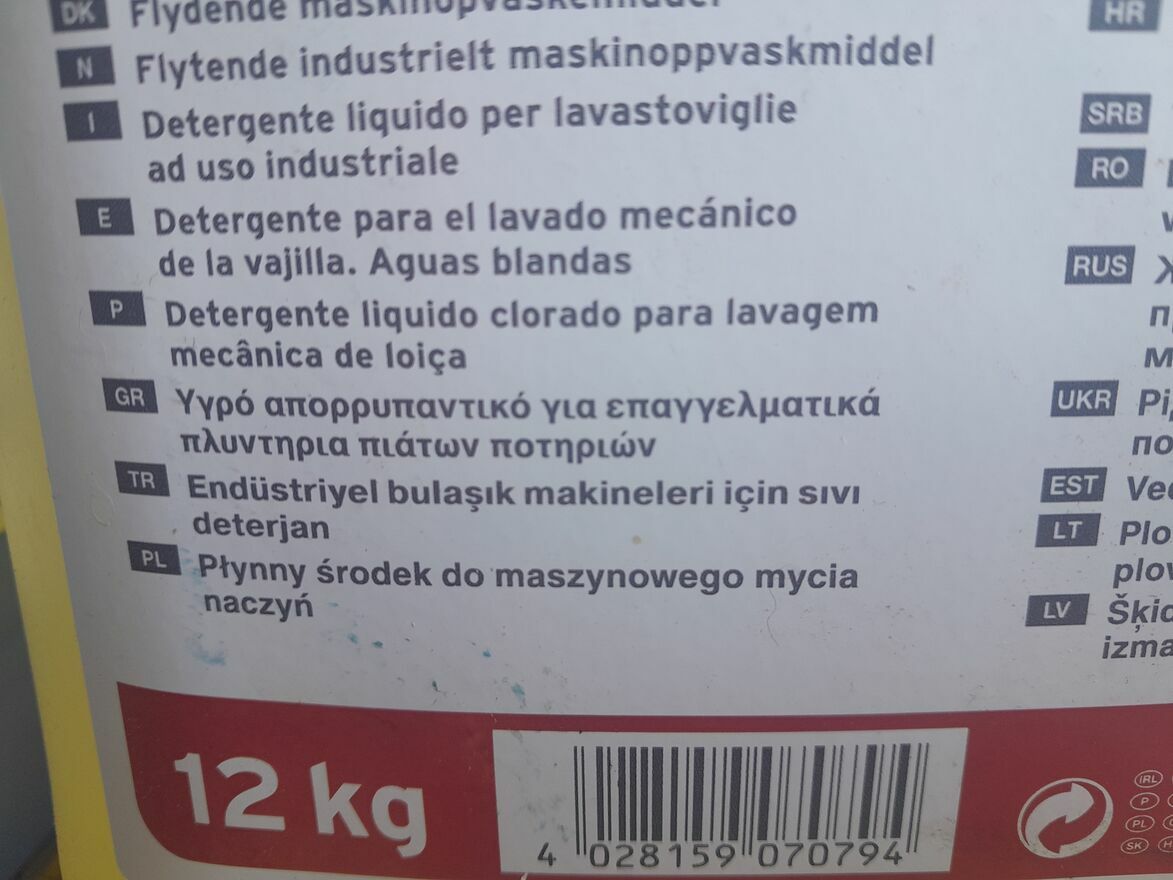 DK Flydende maskinopvaskemiddel
N Flytende industrielt maskinoppvaskmiddel
I Detergente liquido per lavastoviglie
ad uso industriale
E Detergente para el lavado mecánico
de la vajilla. Aguas blandas
P Detergente liquido clorado para lavagem
mecânica de loiça
GR Υγρό απορρυπαντικό για επαγγελματικά
πλυντηρια πιάτων ποτηριών
TR Endüstriyel bulaşık makineleri için sıvı
deterjan
PL Płynny środek do maszynowego mycia
naczyń
HR
SRB
RO
RUS
UKR
EST
LT
LV
12 kg
4 028159 070794
IRL
P
PL
SK